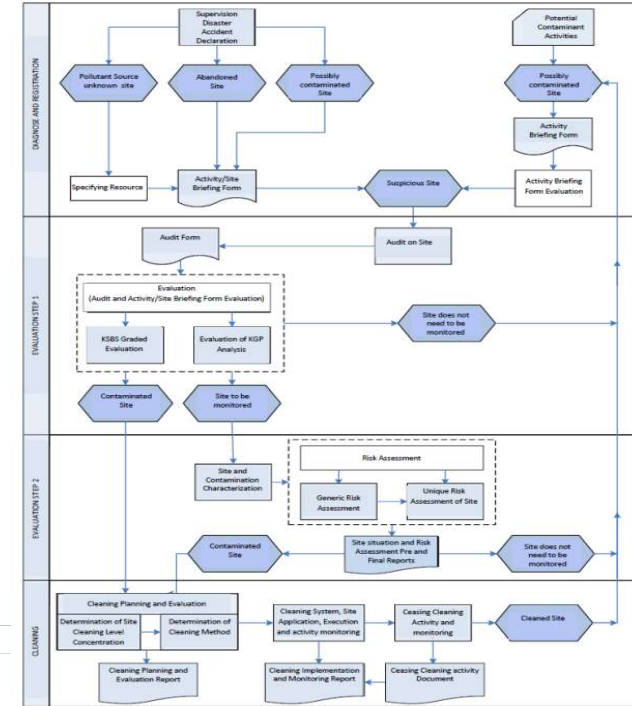 DIAGNOSE AND REGISTRATION
Supervision
Disaster
Accident
Declaration
Potential
Contaminant
Activities
Pollutant Source
unknown site
Abandoned
Site
Possibly
contaminated
Site
Possibly
contaminated
Site
Activity
Briefing Form
Specifying Resource
Activity/Site
Briefing Form
Suspicious Site
Activity Briefing
Form Evaluation
EVALUATION STEP 1
Audit Form
Audit on Site
Evaluation
(Audit and Activity/Site Briefing Form Evaluation)
KSBS Graded
Evaluation
Evaluation of KGP
Analysis
Site does not
need to be
monitored
Contaminated
Site
Site to be
monitored
EVALUATION STEP 2
Site and
Contamination
Characterization
Risk Assessment
Generic Risk
Assessment
Unique Risk
Assessment of Site
Contaminated
Site
Site situation and Risk
Assessment Pre and
Final Reports
Site does not
need to be
monitored
CLEANING
Cleaning Planning and Evaluation
Determination of Site
Cleaning Level
Concentration
Determination of
Cleaning Method
Cleaning System, Site
Application, Execution
and activity monitoring
Ceasing Cleaning
Activity and
monitoring
Cleaned Site
Cleaning Planning and
Evaluation Report
Cleaning Implementation
and Monitoring Report
Ceasing Cleaning activity
Document